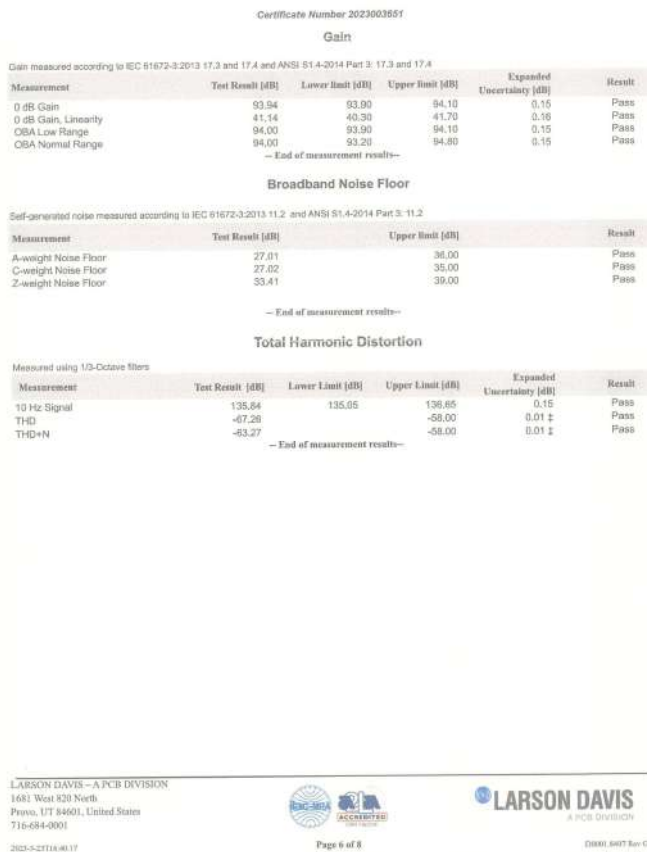 Certificate Number 2023003651
Gain
Gain measured according to IEC 61672-3:2013 17.3 and 17.4 and ANSI S1.4-2014 Part 3: 17.3 and 17.4
Measurement Test Result [dB] Lower limit [dB] Upper limit [dB] Expanded Uncertainty [dB] Result
0 dB Gain 93.94 93.90 94.10 0.15 Pass
0 dB Gain, Linearity 41.14 40.30 41.70 0.16 Pass
OBA Low Range 94.00 93.90 94.10 0.15 Pass
OBA Normal Range 94.00 93.20 94.80 0.15 Pass
-- End of measurement results--
Broadband Noise Floor
Self-generated noise measured according to IEC 61672-3:2013 11.2 and ANSI S1.4-2014 Part 3: 11.2
Measurement Test Result [dB] Upper limit [dB] Result
A-weight Noise Floor 27.01 36.00 Pass
C-weight Noise Floor 27.02 35.00 Pass
Z-weight Noise Floor 33.41 39.00 Pass
-- End of measurement results--
Total Harmonic Distortion
Measured using 1/3-Octave filters
Measurement Test Result [dB] Lower Limit [dB] Upper Limit [dB] Expanded Uncertainty [dB] Result
10 Hz Signal 135.84 135.05 136.65 0.15 Pass
THD -67.26 -58.00 0.01 ‡ Pass
THD+N -63.27 -58.00 0.01 ‡ Pass
-- End of measurement results--
LARSON DAVIS – A PCB DIVISION
1681 West 820 North
Provo, UT 84601, United States
716-684-0001
ilac-MRA
ACCREDITED
LARSON DAVIS
A PCB DIVISION
Page 6 of 8